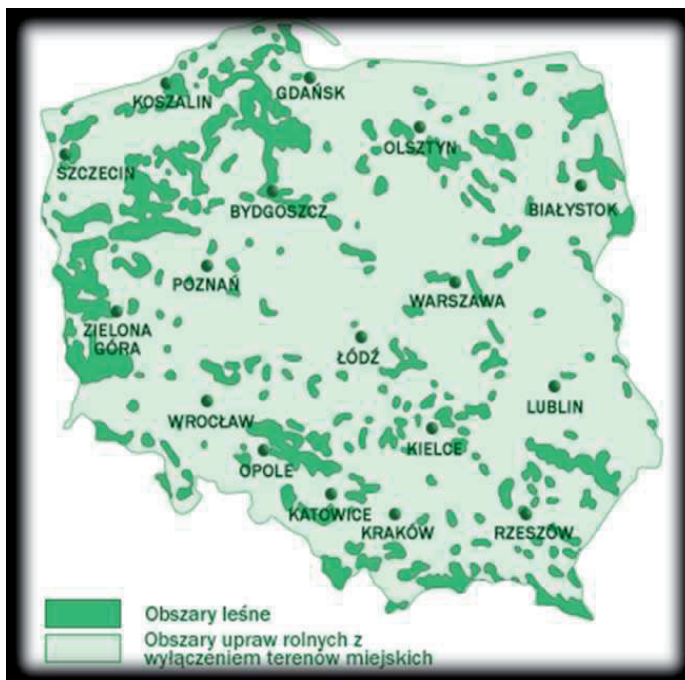 KOSZALIN
GDAŃSK
OLSZTYN
SZCZECIN
BYDGOSZCZ
BIAŁYSTOK
POZNAŃ
WARSZAWA
ZIELONA
GÓRA
ŁÓDŹ
WROCŁAW
LUBLIN
KIELCE
OPOLE
KATOWICE
KRAKÓW
RZESZÓW
Obszary leśne
Obszary upraw rolnych z
wyłączeniem terenów miejskich